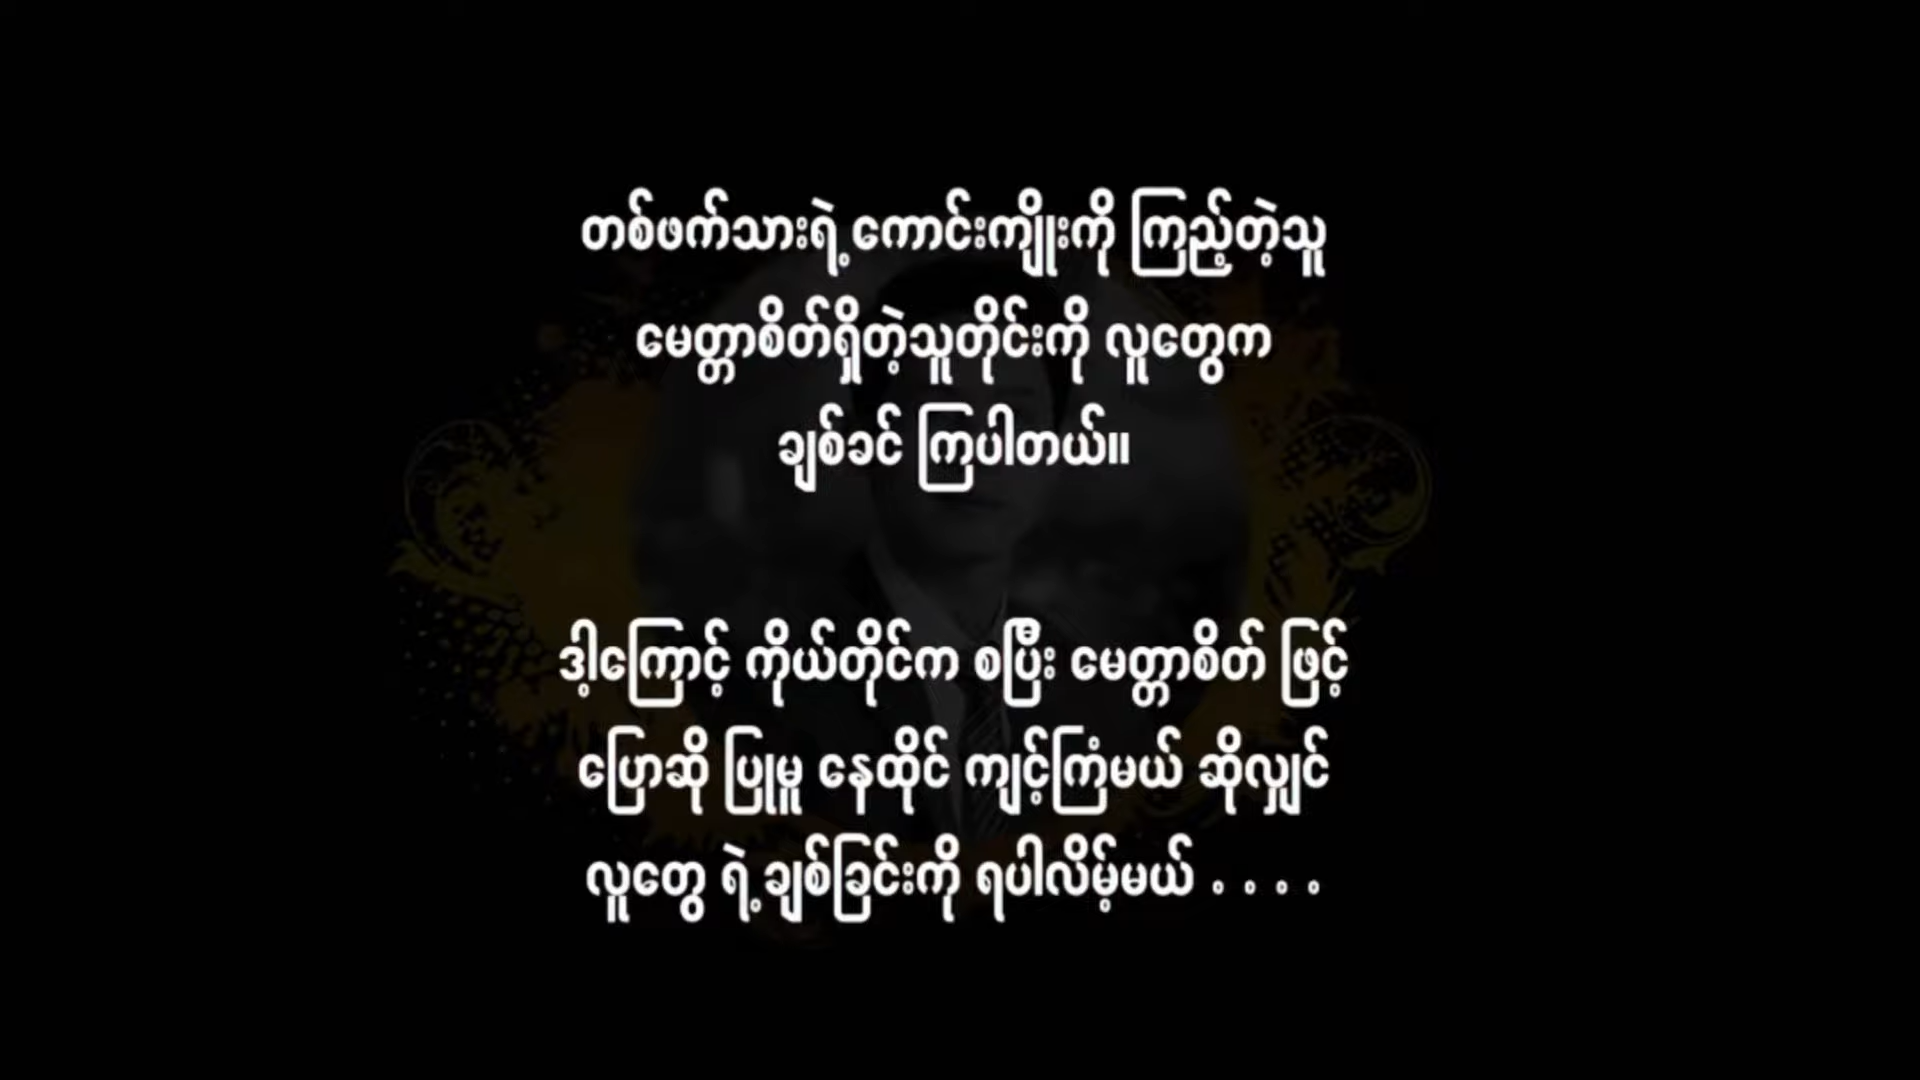 တစ်ဖက်သားရဲ့ ကောင်းကျိုးကို ကြည့်တဲ့သူ
မေတ္တာစိတ်ရှိတဲ့သူတိုင်းကို လူတွေက
ချစ်ခင် ကြပါတယ်။
ဒါ့ကြောင့် ကိုယ်တိုင်က စပြီး မေတ္တာစိတ် ဖြင့်
ပြောဆို ပြုမူ နေထိုင် ကျင့်ကြံမယ် ဆိုလျှင်
လူတွေ ရဲ့ ချစ်ခြင်းကို ရပါလိမ့်မယ် . . . .